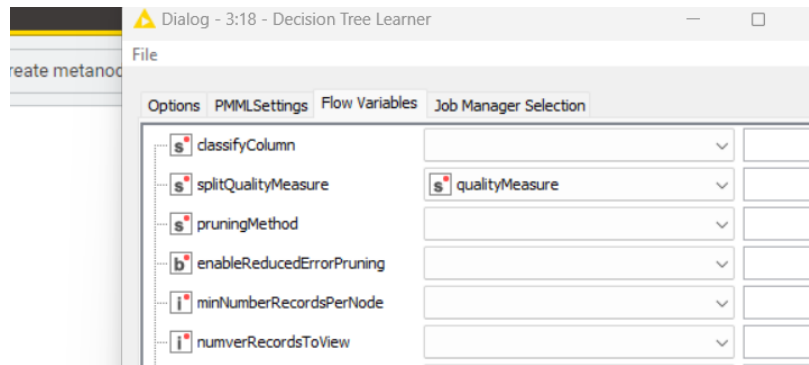 Dialog - 3:18 - Decision Tree Learner
File
reate metanoc
Options PMMLSettings Flow Variables Job Manager Selection
s classifyColumn
s splitQualityMeasure s qualityMeasure
s pruningMethod
b enableReducedErrorPruning
i minNumberRecordsPerNode
i numverRecordsToView